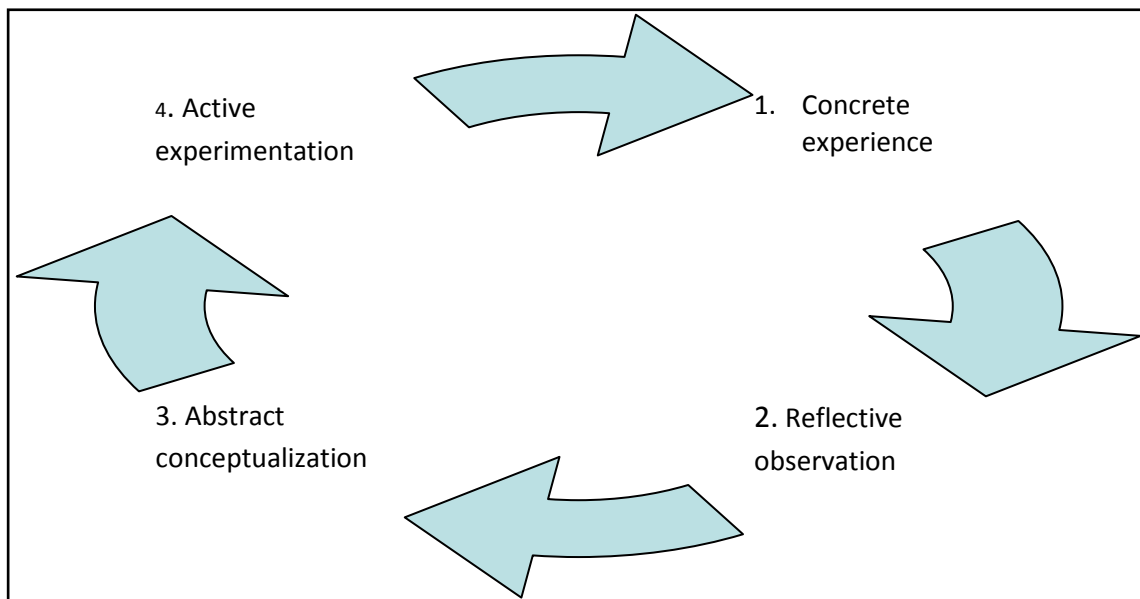 4. Active
experimentation
1. Concrete
experience
3. Abstract
conceptualization
2. Reflective
observation